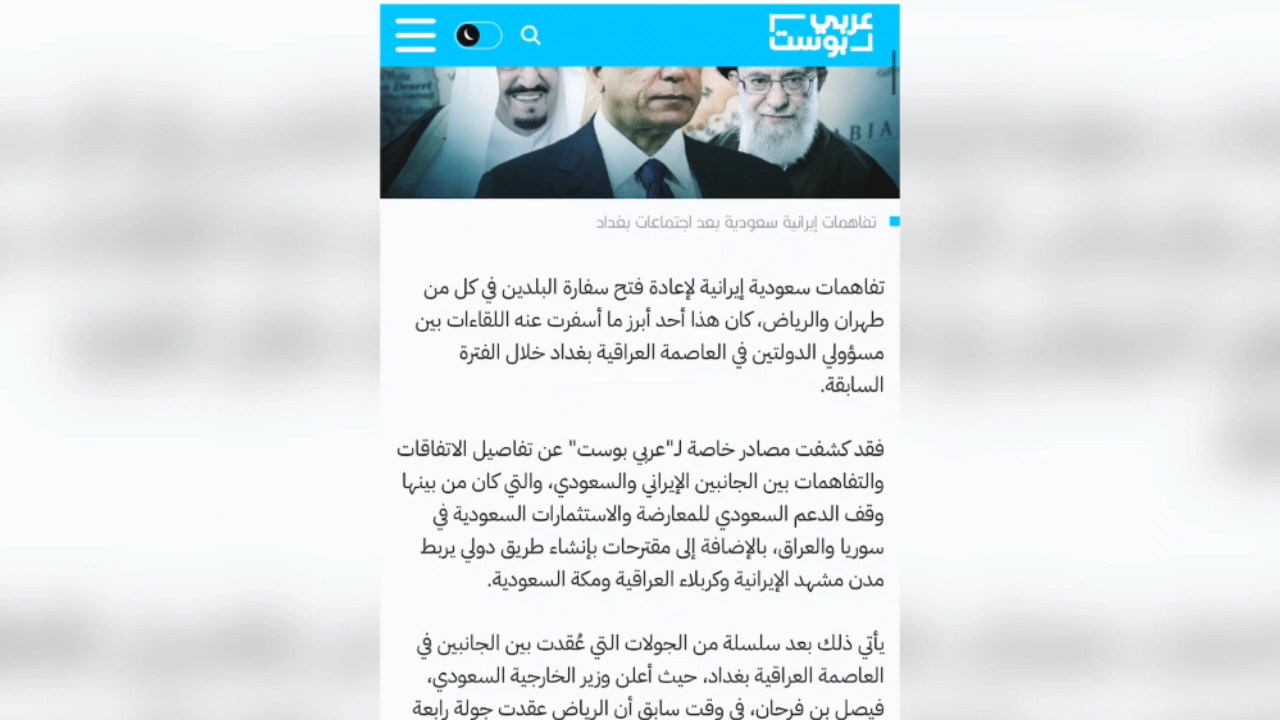 عربي
بوست
Desert
ABIA
تفاهمات إيرانية سعودية بعد اجتماعات بغداد
تفاهمات سعودية إيرانية لإعادة فتح سفارة البلدين في كل من
طهران والرياض، كان هذا أحد أبرز ما أسفرت عنه اللقاءات بين
مسؤولي الدولتين في العاصمة العراقية بغداد خلال الفترة
السابقة.
فقد كشفت مصادر خاصة لـ"عربي بوست" عن تفاصيل الاتفاقات
والتفاهمات بين الجانبين الإيراني والسعودي، والتي كان من بينها
وقف الدعم السعودي للمعارضة والاستثمارات السعودية في
سوريا والعراق، بالإضافة إلى مقترحات بإنشاء طريق دولي يربط
مدن مشهد الإيرانية وكربلاء العراقية ومكة السعودية.
يأتي ذلك بعد سلسلة من الجولات التي عُقدت بين الجانبين في
العاصمة العراقية بغداد، حيث أعلن وزير الخارجية السعودي،
فيصل بن فرحان، في وقت سابق أن الرياض عقدت جولة رابعة